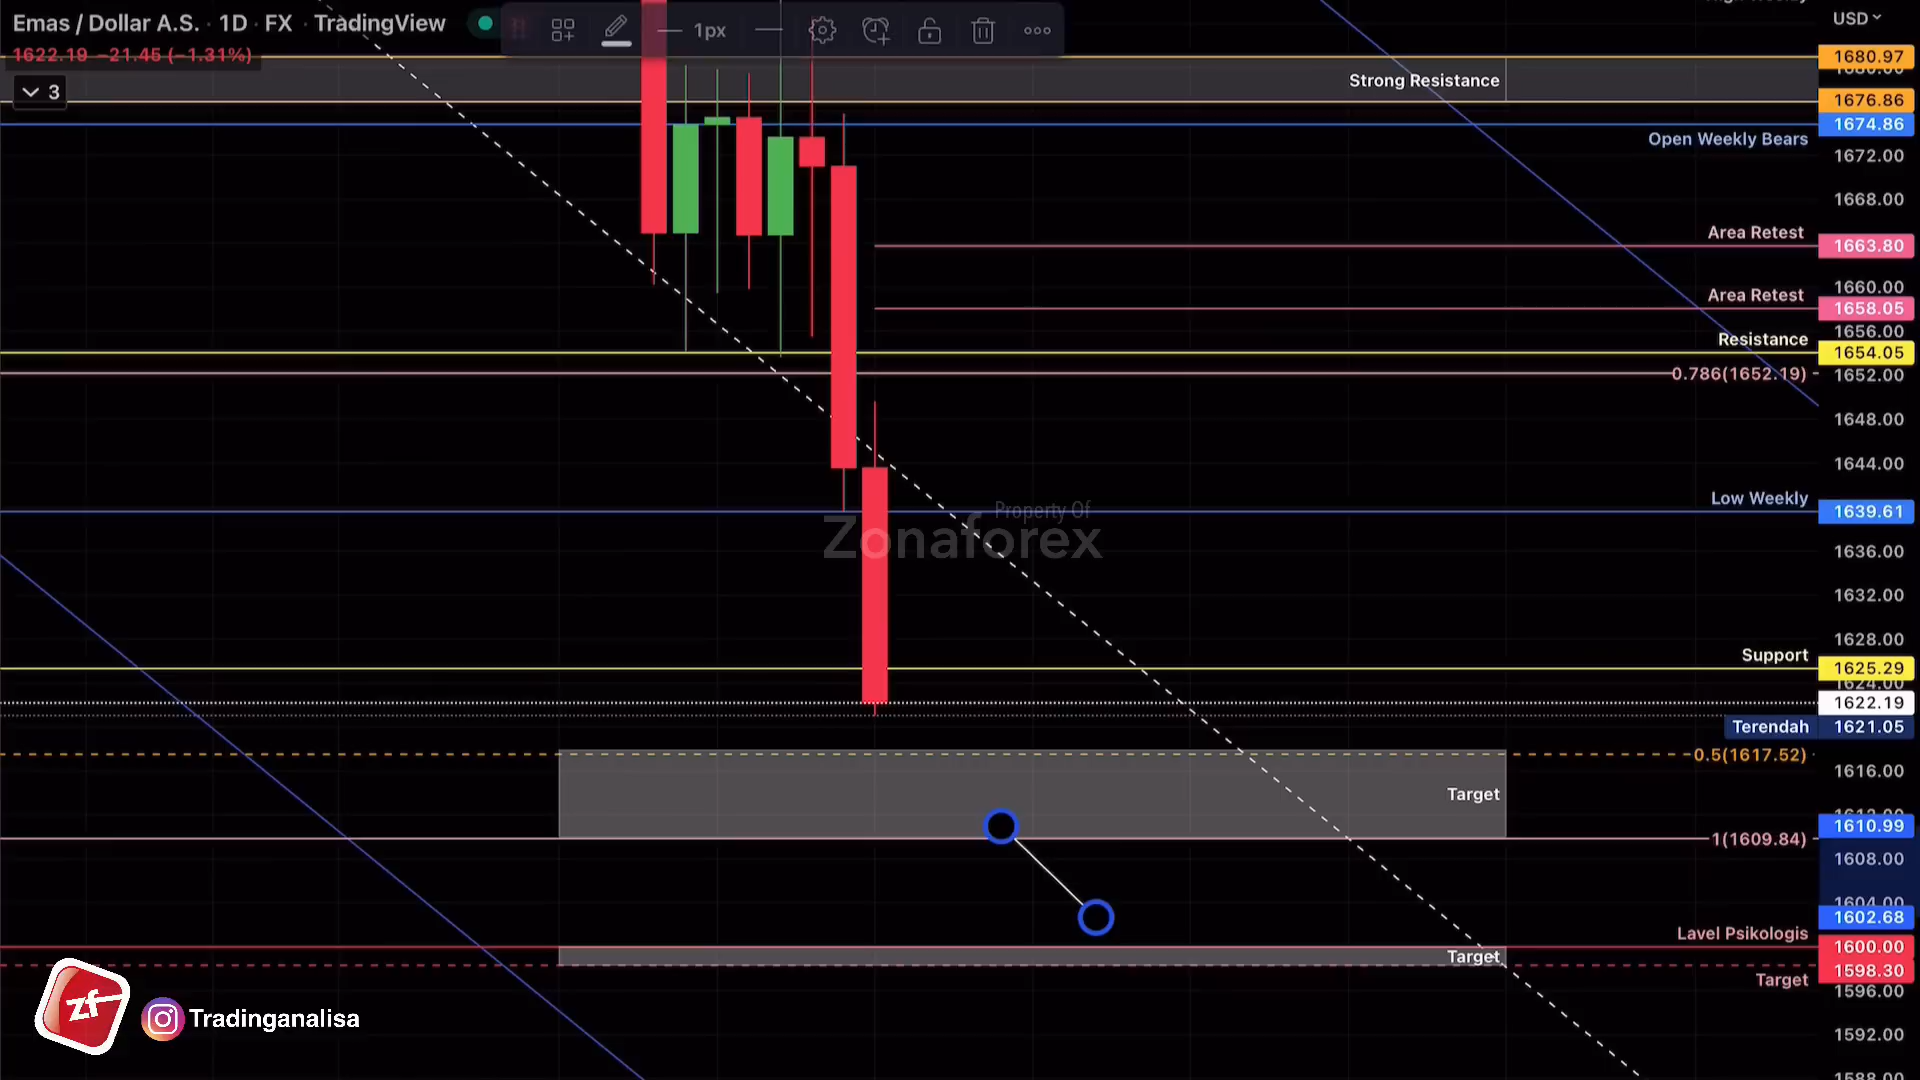 Emas / Dollar A.S. · 1D · FX · TradingView
1px
USD
1622.19 −21.45 (−1.31%)
3
1680.97
Strong Resistance
1676.86
1674.86
Open Weekly Bears
1672.00
1668.00
Area Retest
1663.80
1660.00
Area Retest
1658.05
1656.00
Resistance
1654.05
0.786(1652.19)
1652.00
1648.00
1644.00
Low Weekly
1639.61
Property Of
Zonaforex
1636.00
1632.00
1628.00
Support
1625.29
1624.00
1622.19
Terendah 1621.05
0.5(1617.52)
1616.00
Target
1610.99
1(1609.84)
1608.00
1604.00
1602.68
Lavel Psikologis
1600.00
Target
1598.30
Target
1596.00
zf
Tradinganalisa
1592.00